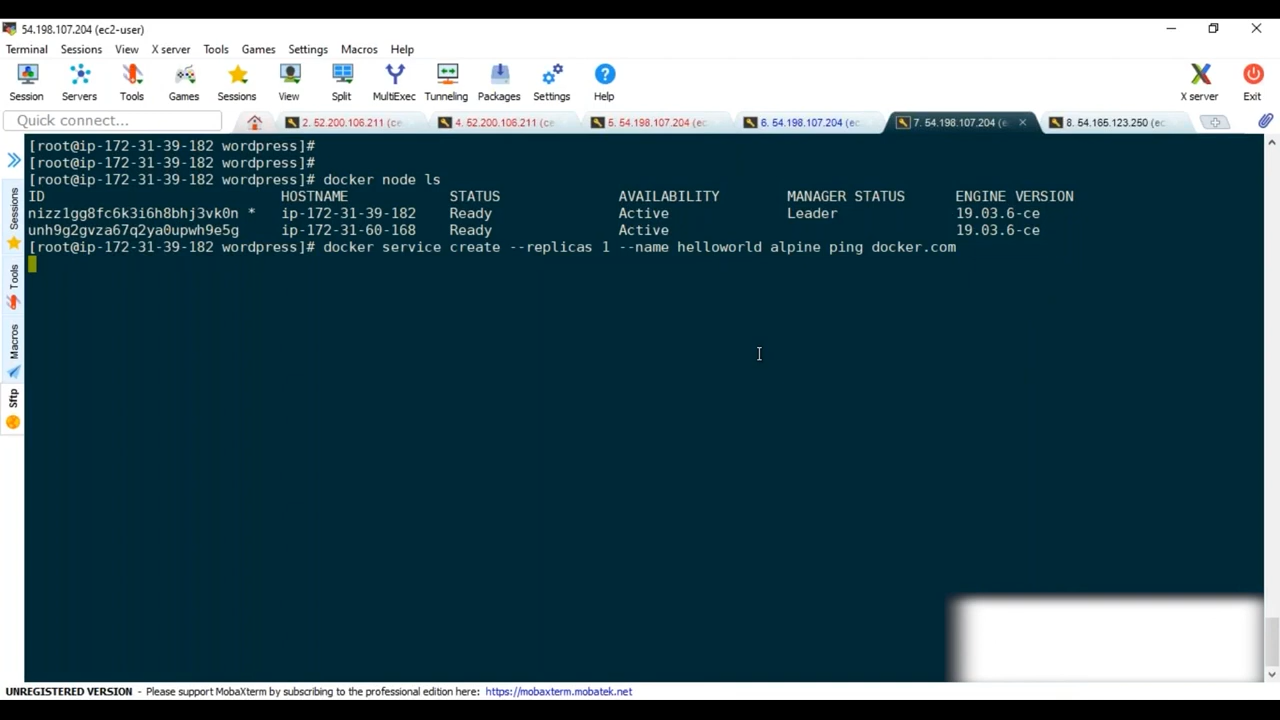 54.198.107.204 (ec2-user)
Terminal Sessions View X server Tools Games Settings Macros Help
Session Servers Tools Games Sessions View Split MultiExec Tunneling Packages Settings Help X server Exit
Quick connect... 2. 52.200.106.211 (ce 4. 52.200.106.211 (ce 5. 54.198.107.204 (ec 6. 54.198.107.204 (ec 7. 54.198.107.204 (e 8. 54.165.123.250 (ec
[root@ip-172-31-39-182 wordpress]#
[root@ip-172-31-39-182 wordpress]#
[root@ip-172-31-39-182 wordpress]# docker node ls
ID HOSTNAME STATUS AVAILABILITY MANAGER STATUS ENGINE VERSION
nizz1gg8fc6k3i6h8bhj3vk0n * ip-172-31-39-182 Ready Active Leader 19.03.6-ce
unh9g2gvza67q2ya0upwh9e5g ip-172-31-60-168 Ready Active 19.03.6-ce
[root@ip-172-31-39-182 wordpress]# docker service create --replicas 1 --name helloworld alpine ping docker.com
Sessions
Tools
Macros
Sftp
UNREGISTERED VERSION - Please support MobaXterm by subscribing to the professional edition here: https://mobaxterm.mobatek.net